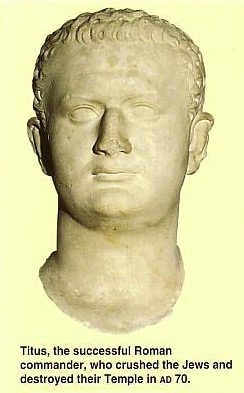 Titus, the successful Roman
commander, who crushed the Jews and
destroyed their Temple in AD 70.